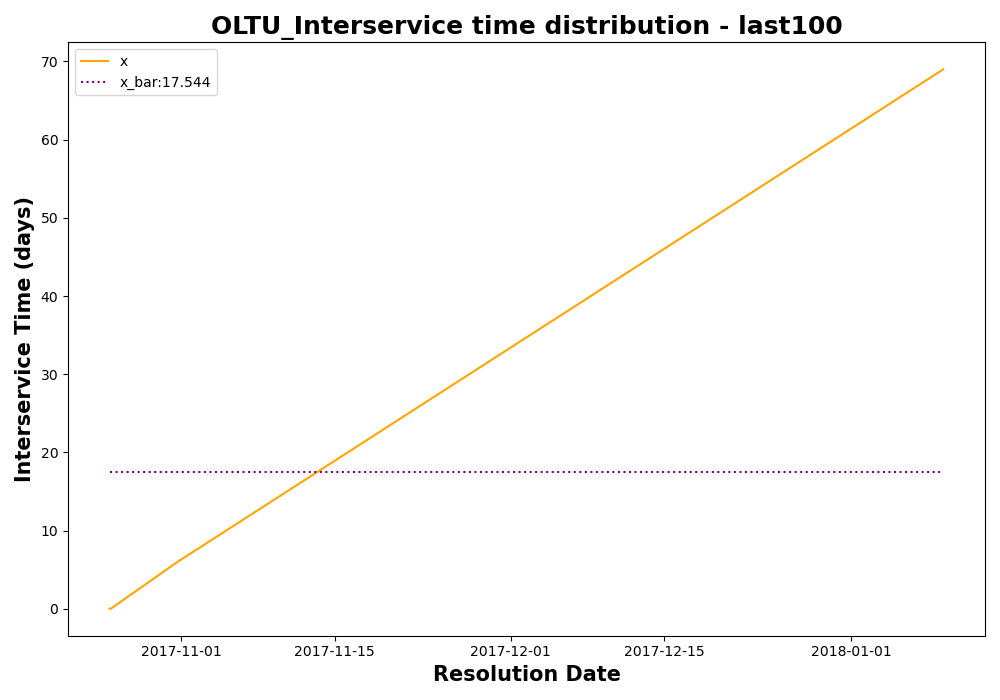 OLTU_Interservice time distribution - last100
x
x_bar:17.544
Interservice Time (days)
70
60
50
40
30
20
10
0
2017-11-01 2017-11-15 2017-12-01 2017-12-15 2018-01-01
Resolution Date